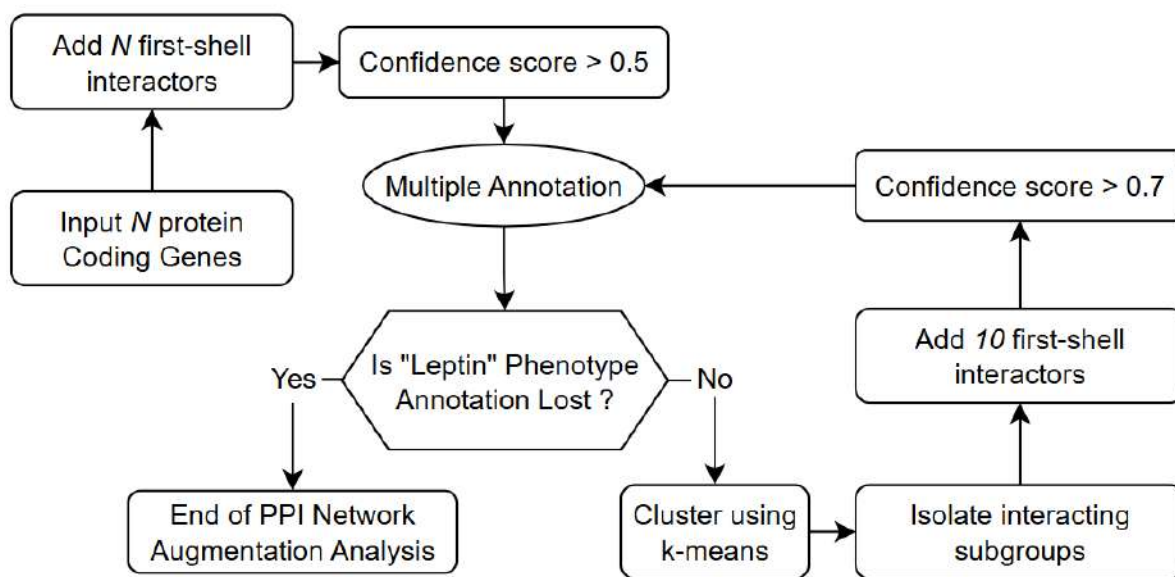 Add N first-shell
interactors
Confidence score > 0.5
Multiple Annotation
Confidence score > 0.7
Input N protein
Coding Genes
Is "Leptin" Phenotype
Annotation Lost ?
Yes
No
Add 10 first-shell
interactors
End of PPI Network
Augmentation Analysis
Cluster using
k-means
Isolate interacting
subgroups